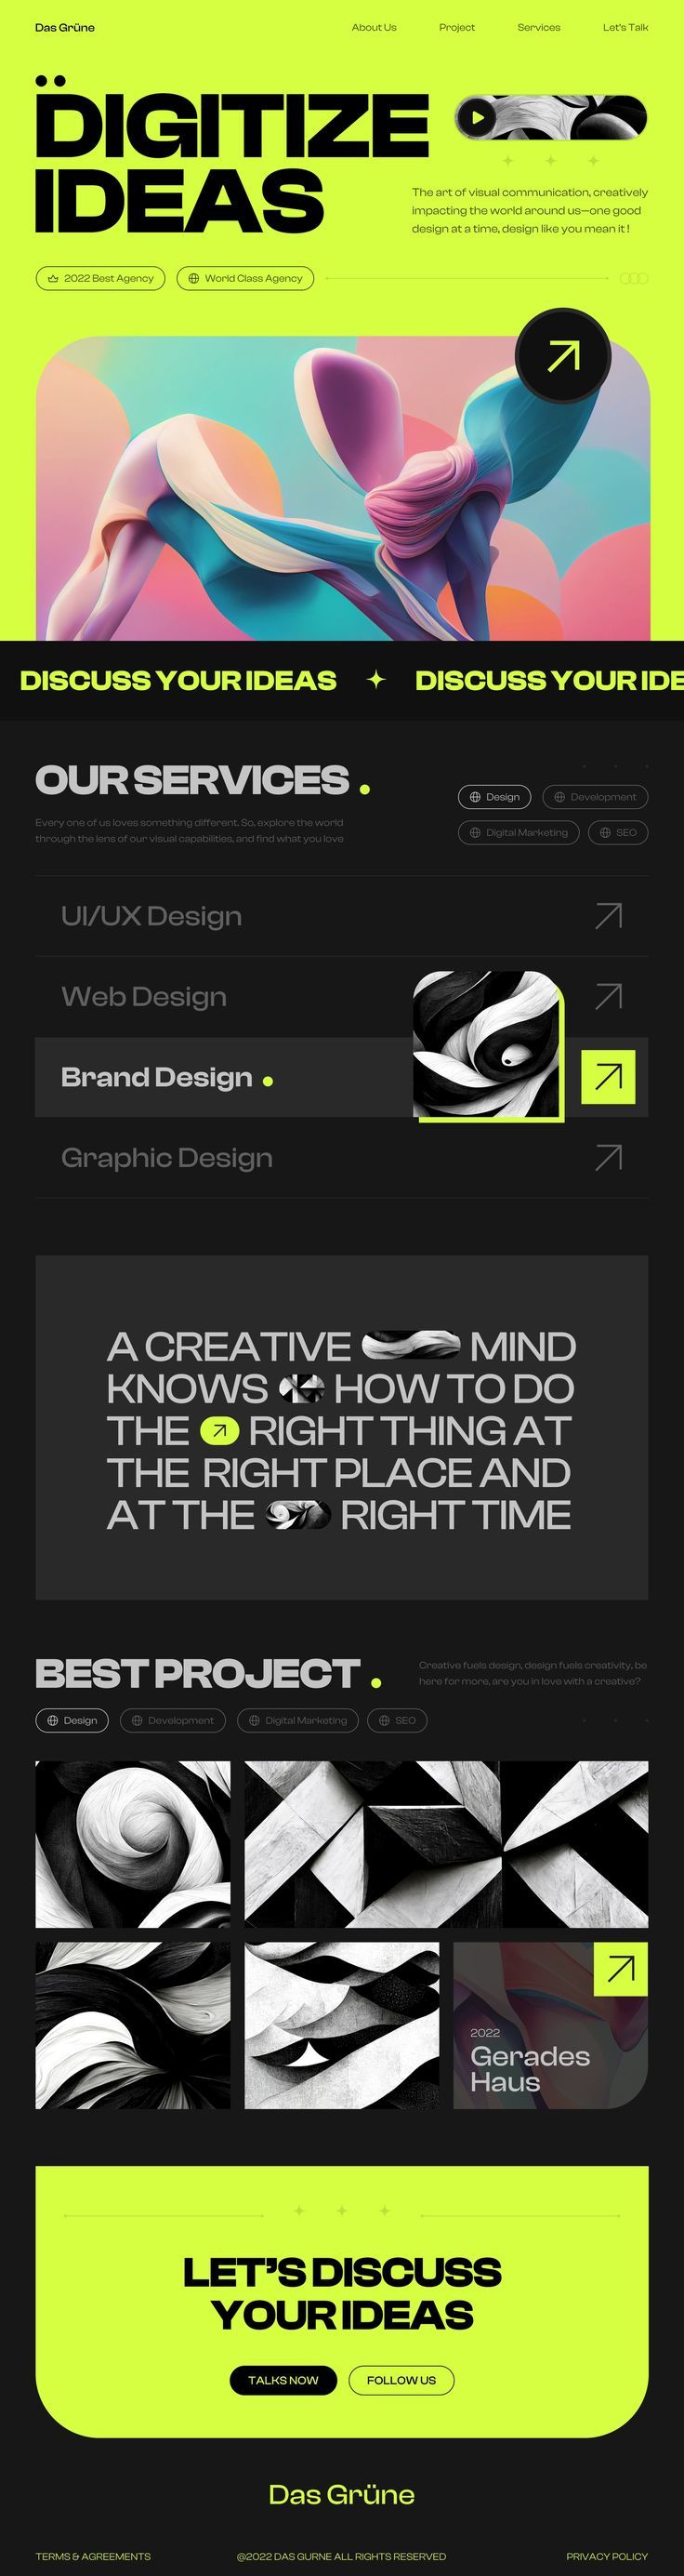 Das Grüne
About Us
Project
Services
Let's Talk
DIGITIZE
IDEAS
The art of visual communication, creatively
impacting the world around us—one good
design at a time, design like you mean it !
2022 Best Agency
World Class Agency
DISCUSS YOUR IDEAS
DISCUSS YOUR IDE
OUR SERVICES .
Every one of us loves something different. So, explore the world
through the lens of our visual capabilities, and find what you love
Design
Development
Digital Marketing
SEO
UI/UX Design
Web Design
Brand Design .
Graphic Design
A CREATIVE MIND
KNOWS HOW TO DO
THE RIGHT THING AT
THE RIGHT PLACE AND
AT THE RIGHT TIME
BEST PROJECT .
Creative fuels design, design fuels creativity, be
here for more, are you in love with a creative?
Design
Development
Digital Marketing
SEO
2022
Gerades
Haus
LET'S DISCUSS
YOUR IDEAS
TALKS NOW
FOLLOW US
Das Grüne
TERMS & AGREEMENTS
@2022 DAS GURNE ALL RIGHTS RESERVED
PRIVACY POLICY